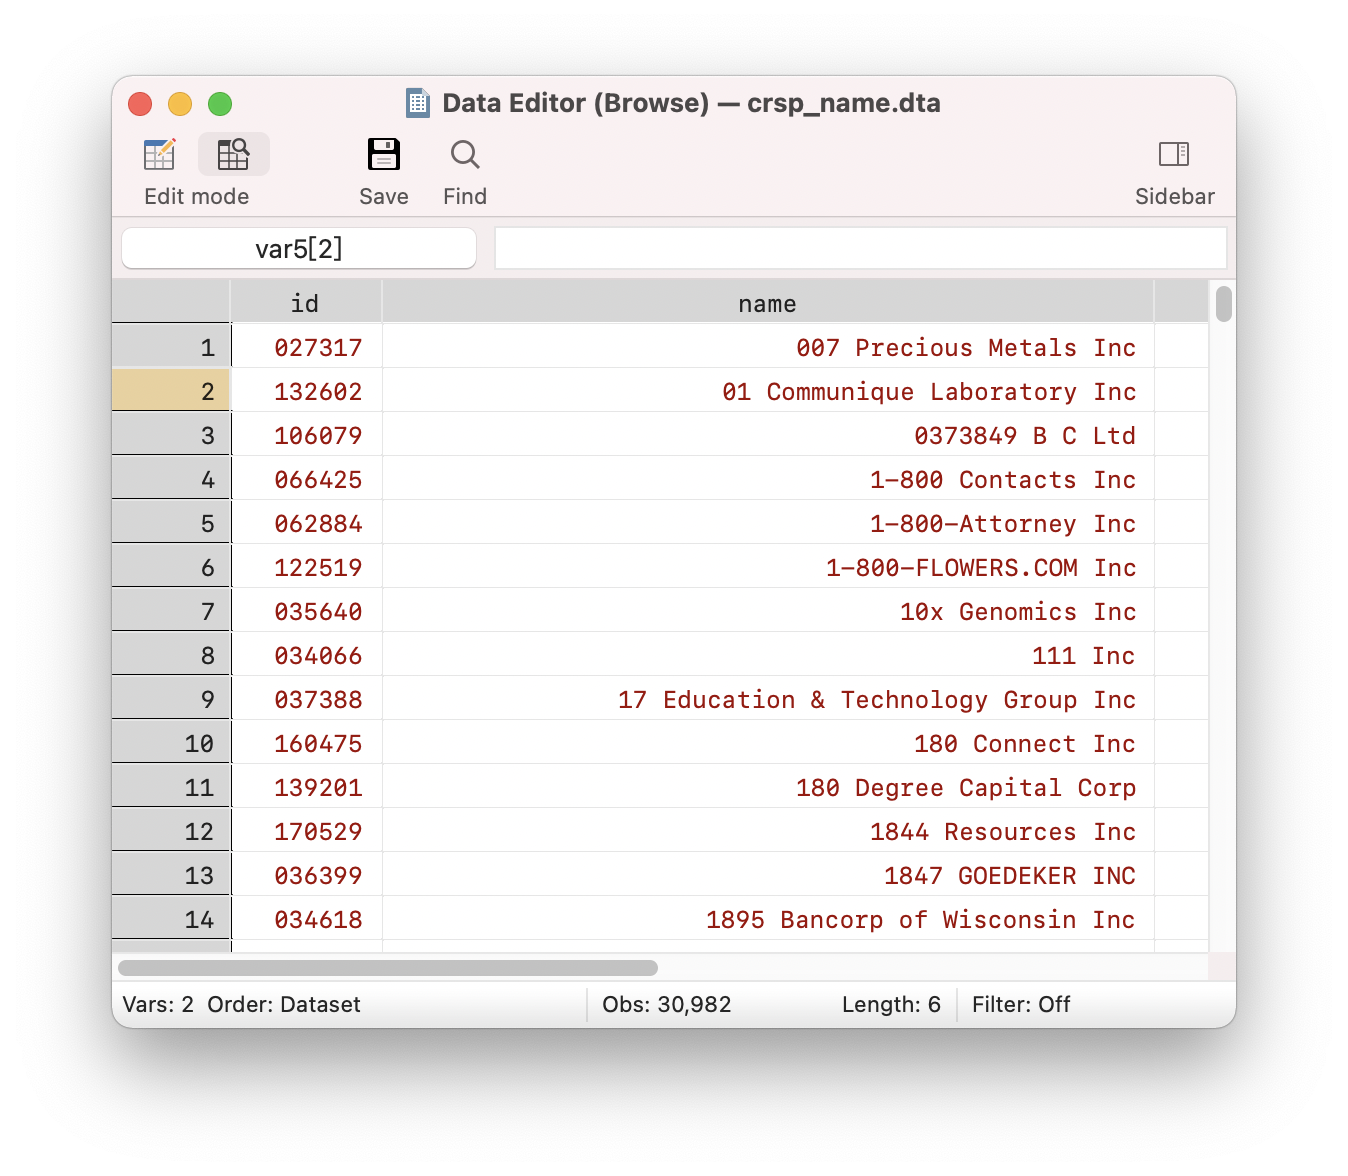 Data Editor (Browse) — crsp_name.dta
Edit mode Save Find Sidebar
var5[2]
id name
1 027317 007 Precious Metals Inc
2 132602 01 Communique Laboratory Inc
3 106079 0373849 B C Ltd
4 066425 1-800 Contacts Inc
5 062884 1-800-Attorney Inc
6 122519 1-800-FLOWERS.COM Inc
7 035640 10x Genomics Inc
8 034066 111 Inc
9 037388 17 Education & Technology Group Inc
10 160475 180 Connect Inc
11 139201 180 Degree Capital Corp
12 170529 1844 Resources Inc
13 036399 1847 GOEDEKER INC
14 034618 1895 Bancorp of Wisconsin Inc
Vars: 2 Order: Dataset Obs: 30,982 Length: 6 Filter: Off